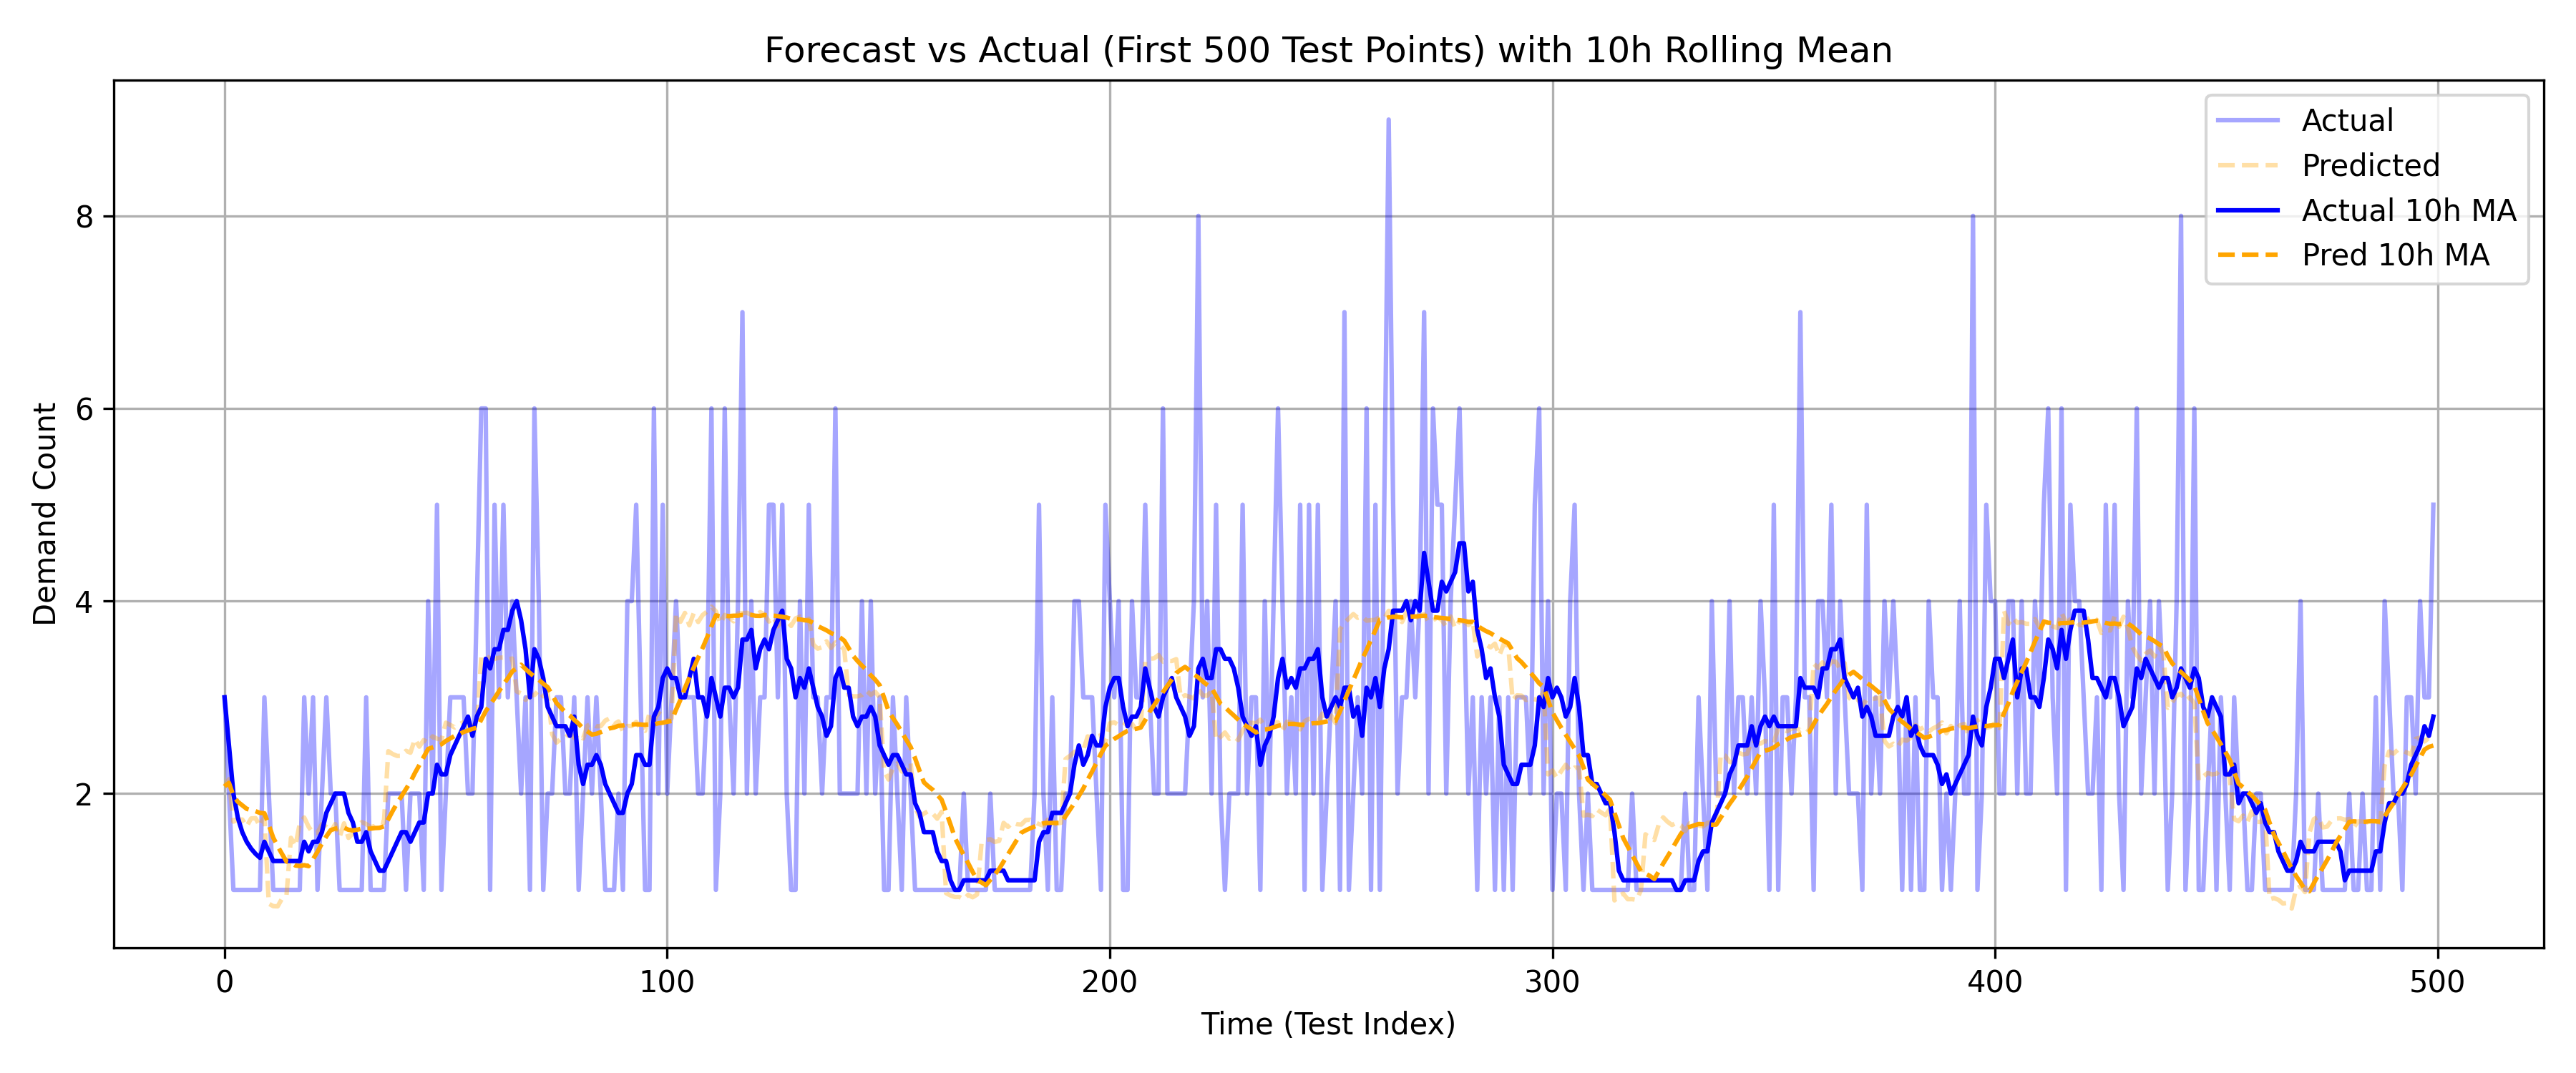 Forecast vs Actual (First 500 Test Points) with 10h Rolling Mean
Actual
Predicted
Actual 10h MA
Pred 10h MA
Demand Count
8
6
4
2
0
100
200
300
400
500
Time (Test Index)